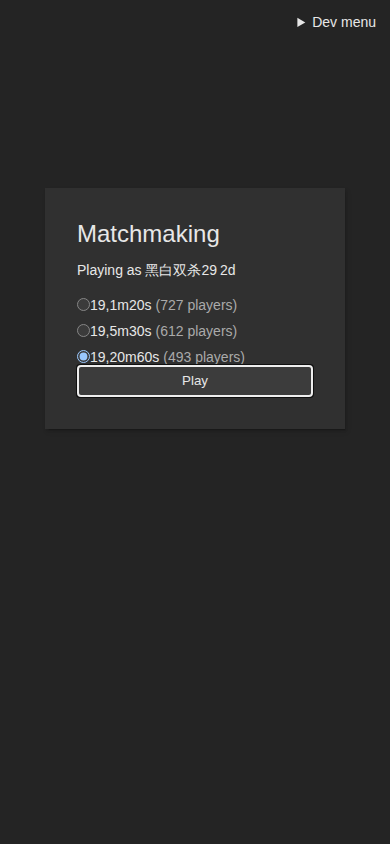 Dev menu
Matchmaking
Playing as 黑白双杀29 2d
19,1m20s (727 players)
19,5m30s (612 players)
19,20m60s (493 players)
Play